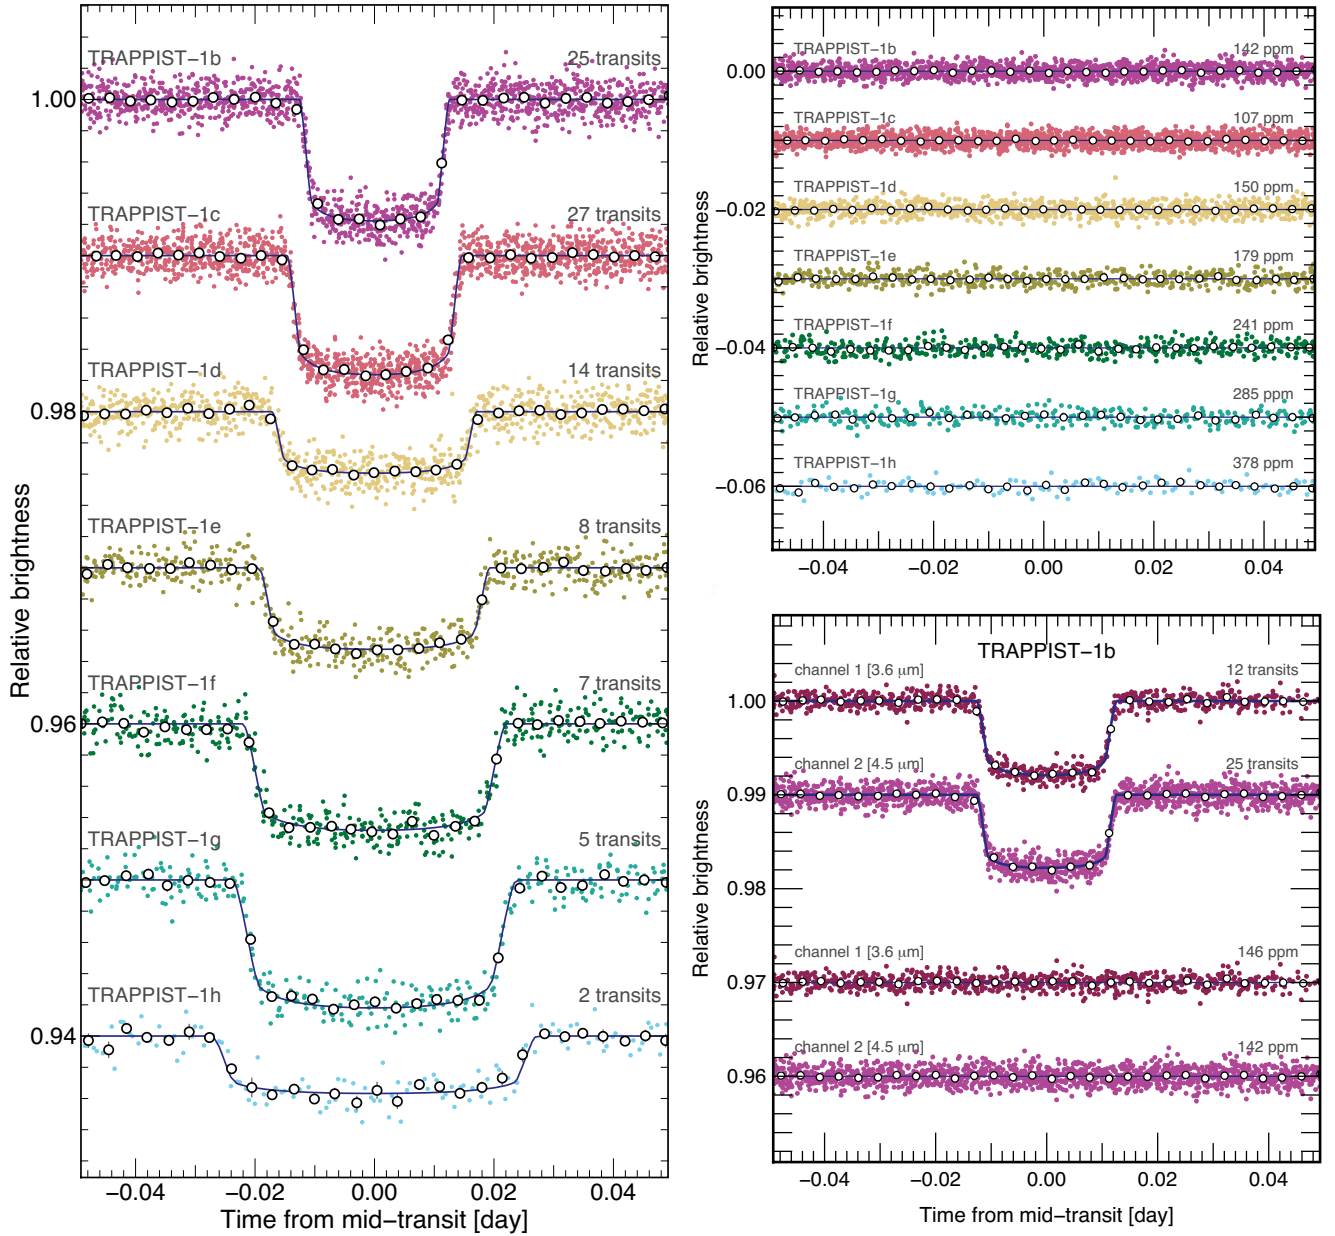 TRAPPIST−1b 25 transits
1.00
TRAPPIST−1c 27 transits
TRAPPIST−1d 14 transits
0.98
TRAPPIST−1e 8 transits
TRAPPIST−1f 7 transits
0.96
TRAPPIST−1g 5 transits
TRAPPIST−1h 2 transits
0.94
Relative brightness
−0.04 −0.02 0.00 0.02 0.04
Time from mid−transit [day]
TRAPPIST−1b 142 ppm
0.00
TRAPPIST−1c 107 ppm
TRAPPIST−1d 150 ppm
−0.02
TRAPPIST−1e 179 ppm
TRAPPIST−1f 241 ppm
−0.04
TRAPPIST−1g 285 ppm
TRAPPIST−1h 378 ppm
−0.06
Relative brightness
−0.04 −0.02 0.00 0.02 0.04
TRAPPIST−1b
channel 1 [3.6 μm] 12 transits
1.00
channel 2 [4.5 μm] 25 transits
0.99
0.98
channel 1 [3.6 μm] 146 ppm
0.97
channel 2 [4.5 μm] 142 ppm
0.96
Relative brightness
−0.04 −0.02 0.00 0.02 0.04
Time from mid−transit [day]